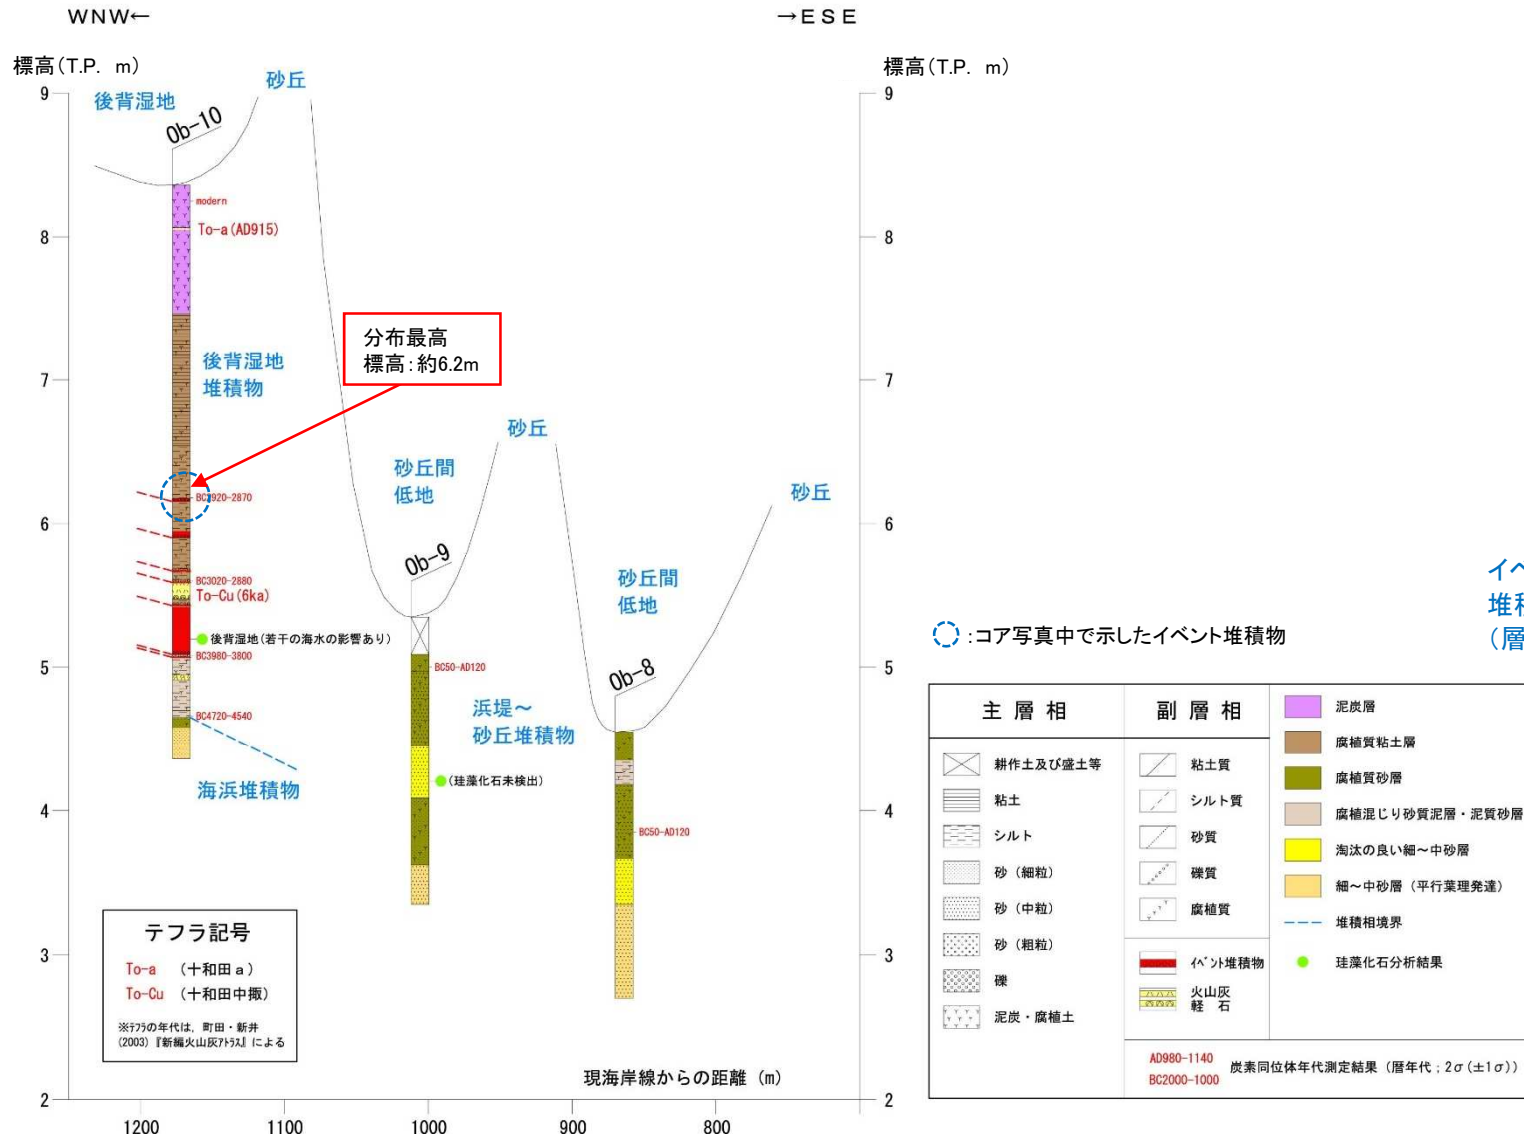 WNW←
→ESE
標高(T.P. m)
標高(T.P. m)
9
8
7
6
5
4
3
2
9
8
7
6
5
4
3
2
後背湿地
砂丘
Ob-10
modern
To-a(AD915)
分布最高
標高:約6.2m
後背湿地
堆積物
砂丘
砂丘間
低地
砂丘
BC3020-2880
To-Cu(6ka)
Ob-9
砂丘間
低地
後背湿地(若干の海水の影響あり)
BC3980-3800
BC50-AD120
Ob-8
浜堤~
砂丘堆積物
BC4720-4540
海浜堆積物
(珪藻化石未検出)
BC50-AD120
テフラ記号
To-a (十和田a)
To-Cu (十和田中掫)
※テフラの年代は, 町田・新井
(2003)『新編火山灰アトラス』による
現海岸線からの距離 (m)
1200
1100
1000
900
800
:コア写真中で示したイベント堆積物
主層相
耕作土及び盛土等
粘土
シルト
砂(細粒)
砂(中粒)
砂(粗粒)
礫
泥炭・腐植土
副層相
粘土質
シルト質
砂質
礫質
腐植質
イベント堆積物
火山灰
軽石
泥炭層
腐植質粘土層
腐植質砂層
腐植混じり砂質泥層・泥質砂層
淘汰の良い細~中砂層
細~中砂層(平行葉理発達)
堆積相境界
珪藻化石分析結果
AD980-1140
BC2000-1000
炭素同位体年代測定結果(暦年代;2σ(±1σ))